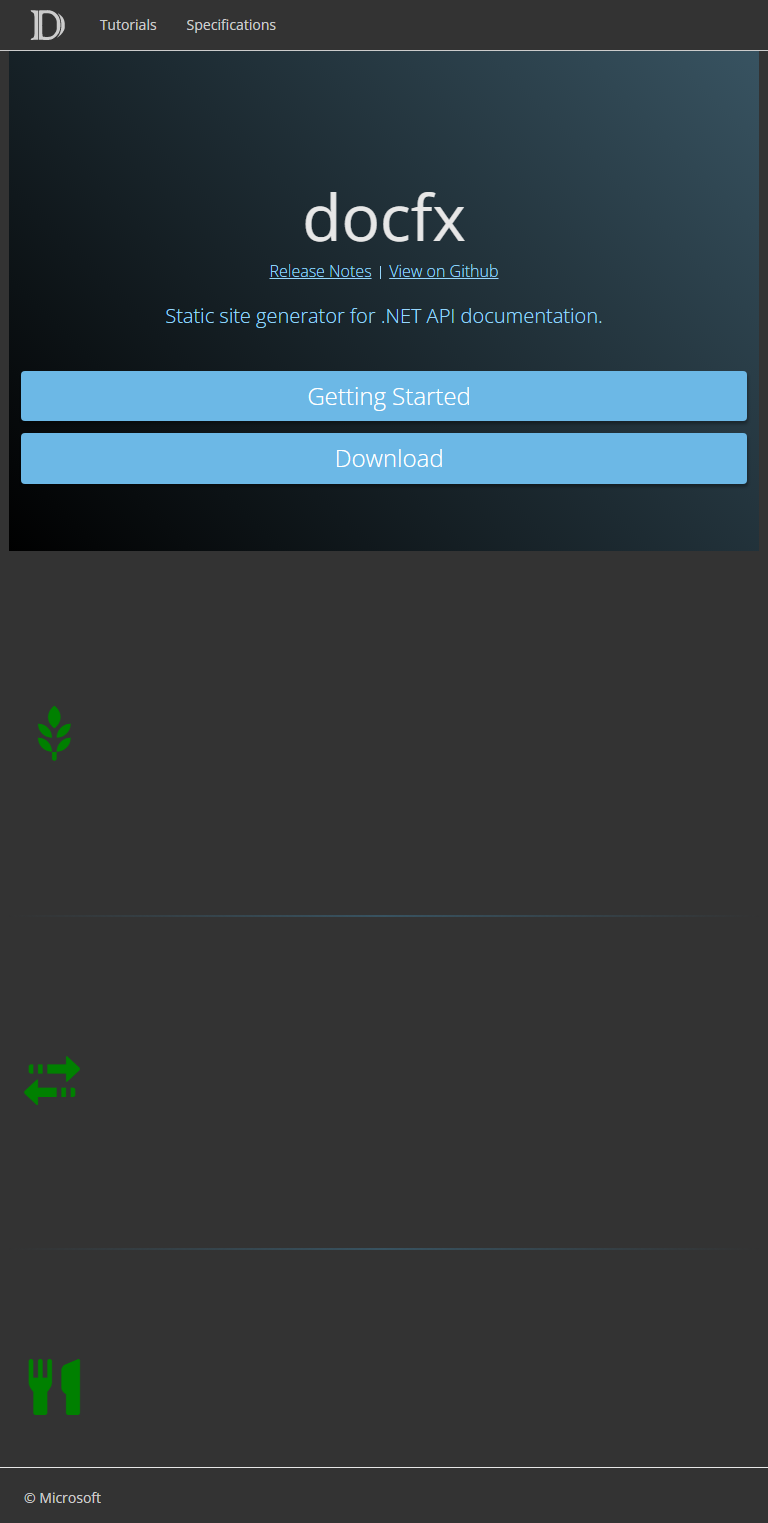 Tutorials Specifications
docfx
Release Notes | View on Github
Static site generator for .NET API documentation.
Getting Started
Download
© Microsoft